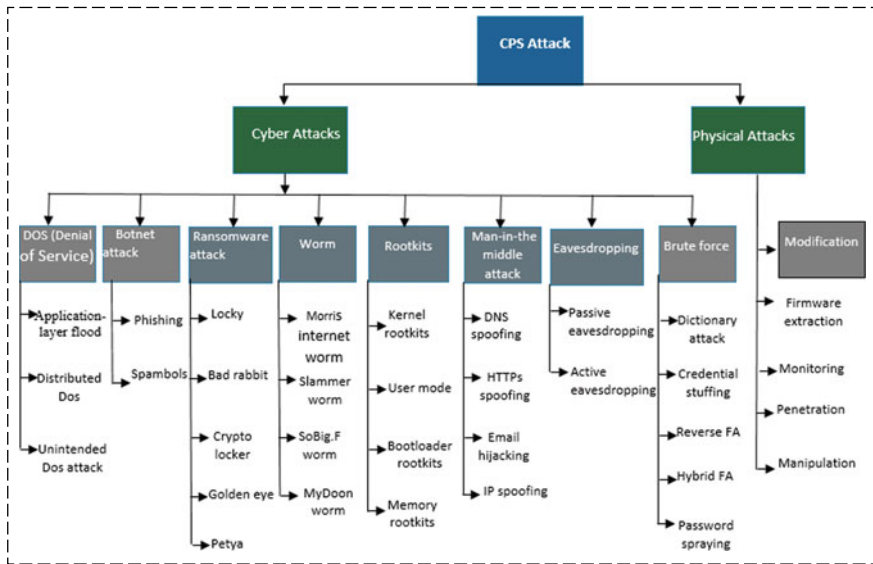 CPS Attack
Cyber Attacks
Physical Attacks
DOS (Denial
of Service)
Botnet
attack
Ransomware
attack
Worm
Rootkits
Man-in-the
middle
attack
Eavesdropping
Brute force
Modification
Application-
layer flood
Distributed
Dos
Unintended
Dos attack
Phishing
Spambols
Locky
Bad rabbit
Crypto
locker
Golden eye
Petya
Morris
internet
worm
Slammer
worm
SoBig.F
worm
MyDoon
worm
Kernel
rootkits
User mode
Bootloader
rootkits
Memory
rootkits
DNS
spoofing
HTTPs
spoofing
Email
hijacking
IP spoofing
Passive
eavesdropping
Active
eavesdropping
Dictionary
attack
Credential
stuffing
Reverse FA
Hybrid FA
Password
spraying
Firmware
extraction
Monitoring
Penetration
Manipulation